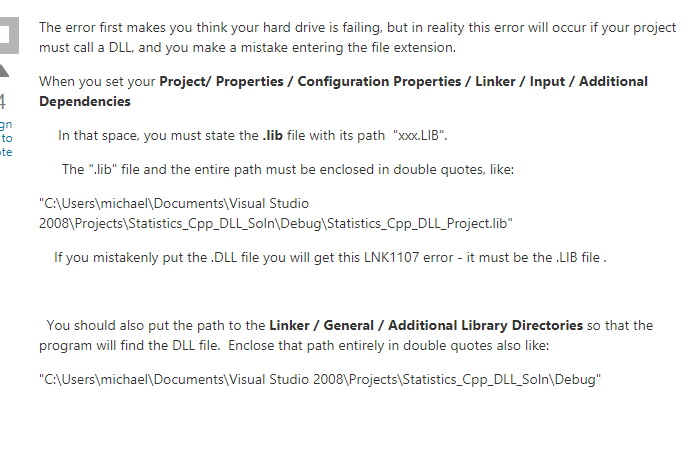 The error first makes you think your hard drive is failing, but in reality this error will occur if your project
must call a DLL, and you make a mistake entering the file extension.
When you set your Project/ Properties / Configuration Properties / Linker / Input / Additional
Dependencies
4
gn
to
te
In that space, you must state the .lib file with its path "xxx.LIB".
The ".lib" file and the entire path must be enclosed in double quotes, like:
"C:\Users\michael\Documents\Visual Studio
2008\Projects\Statistics_Cpp_DLL_Soln\Debug\Statistics_Cpp_DLL_Project.lib"
If you mistakenly put the .DLL file you will get this LNK1107 error - it must be the .LIB file .
You should also put the path to the Linker / General / Additional Library Directories so that the
program will find the DLL file. Enclose that path entirely in double quotes also like:
"C:\Users\michael\Documents\Visual Studio 2008\Projects\Statistics_Cpp_DLL_Soln\Debug"